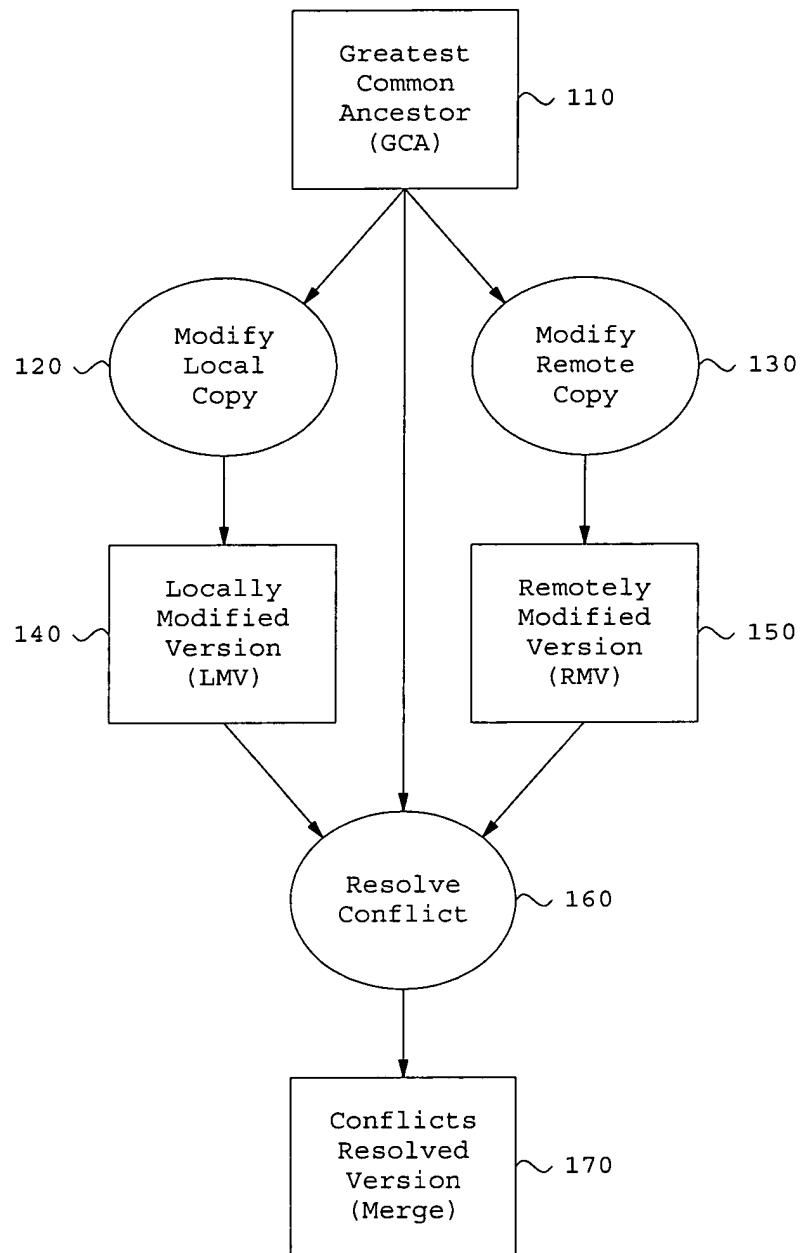 Greatest
Common
Ancestor
(GCA)
110
Modify
Local
Copy
120
Modify
Remote
Copy
130
Locally
Modified
Version
(LMV)
140
Remotely
Modified
Version
(RMV)
150
Resolve
Conflict
160
Conflicts
Resolved
Version
(Merge)
170